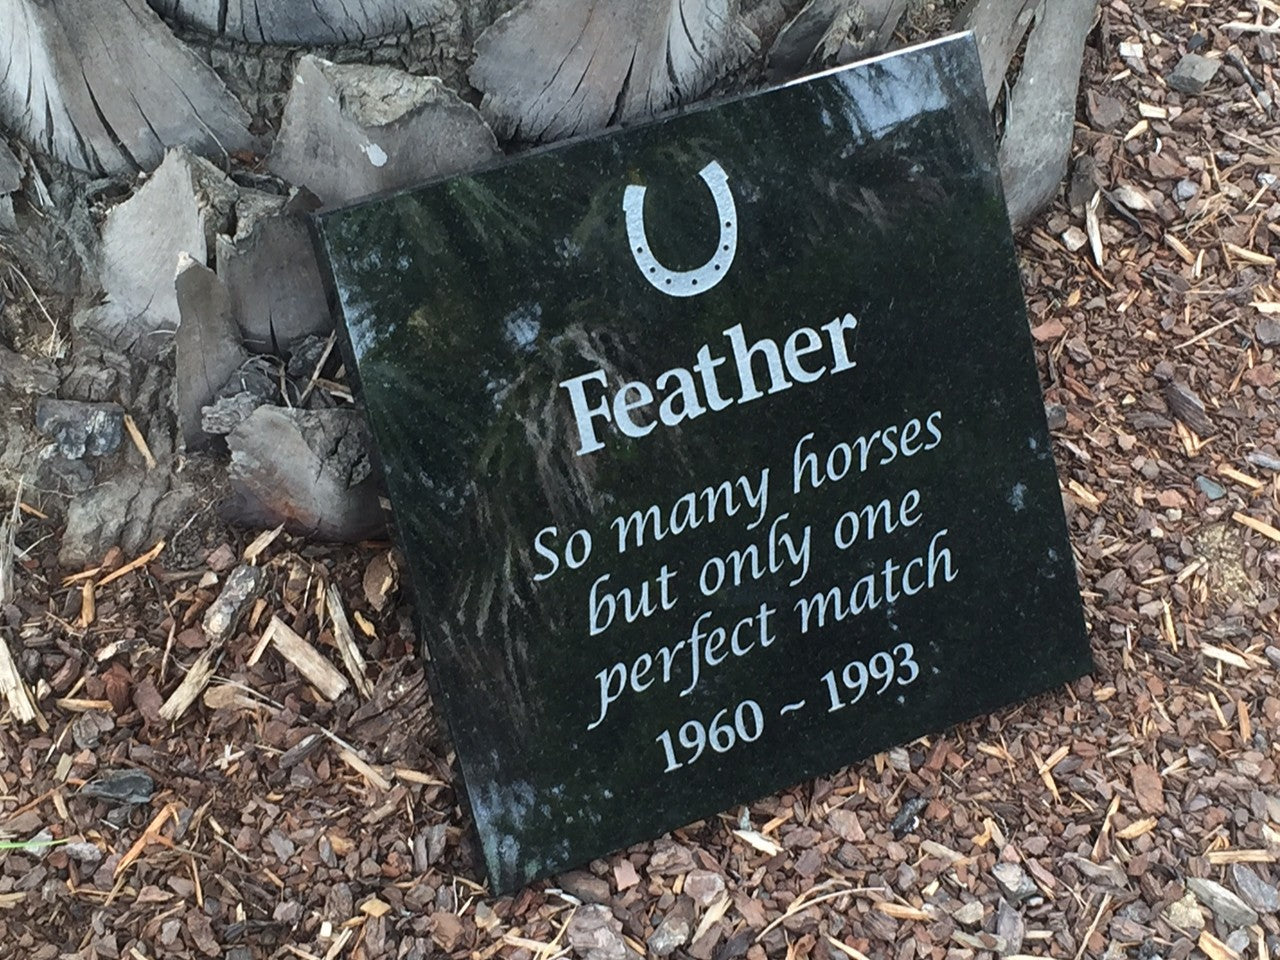 Feather
So many horses
but only one
perfect match
1960 ~ 1993